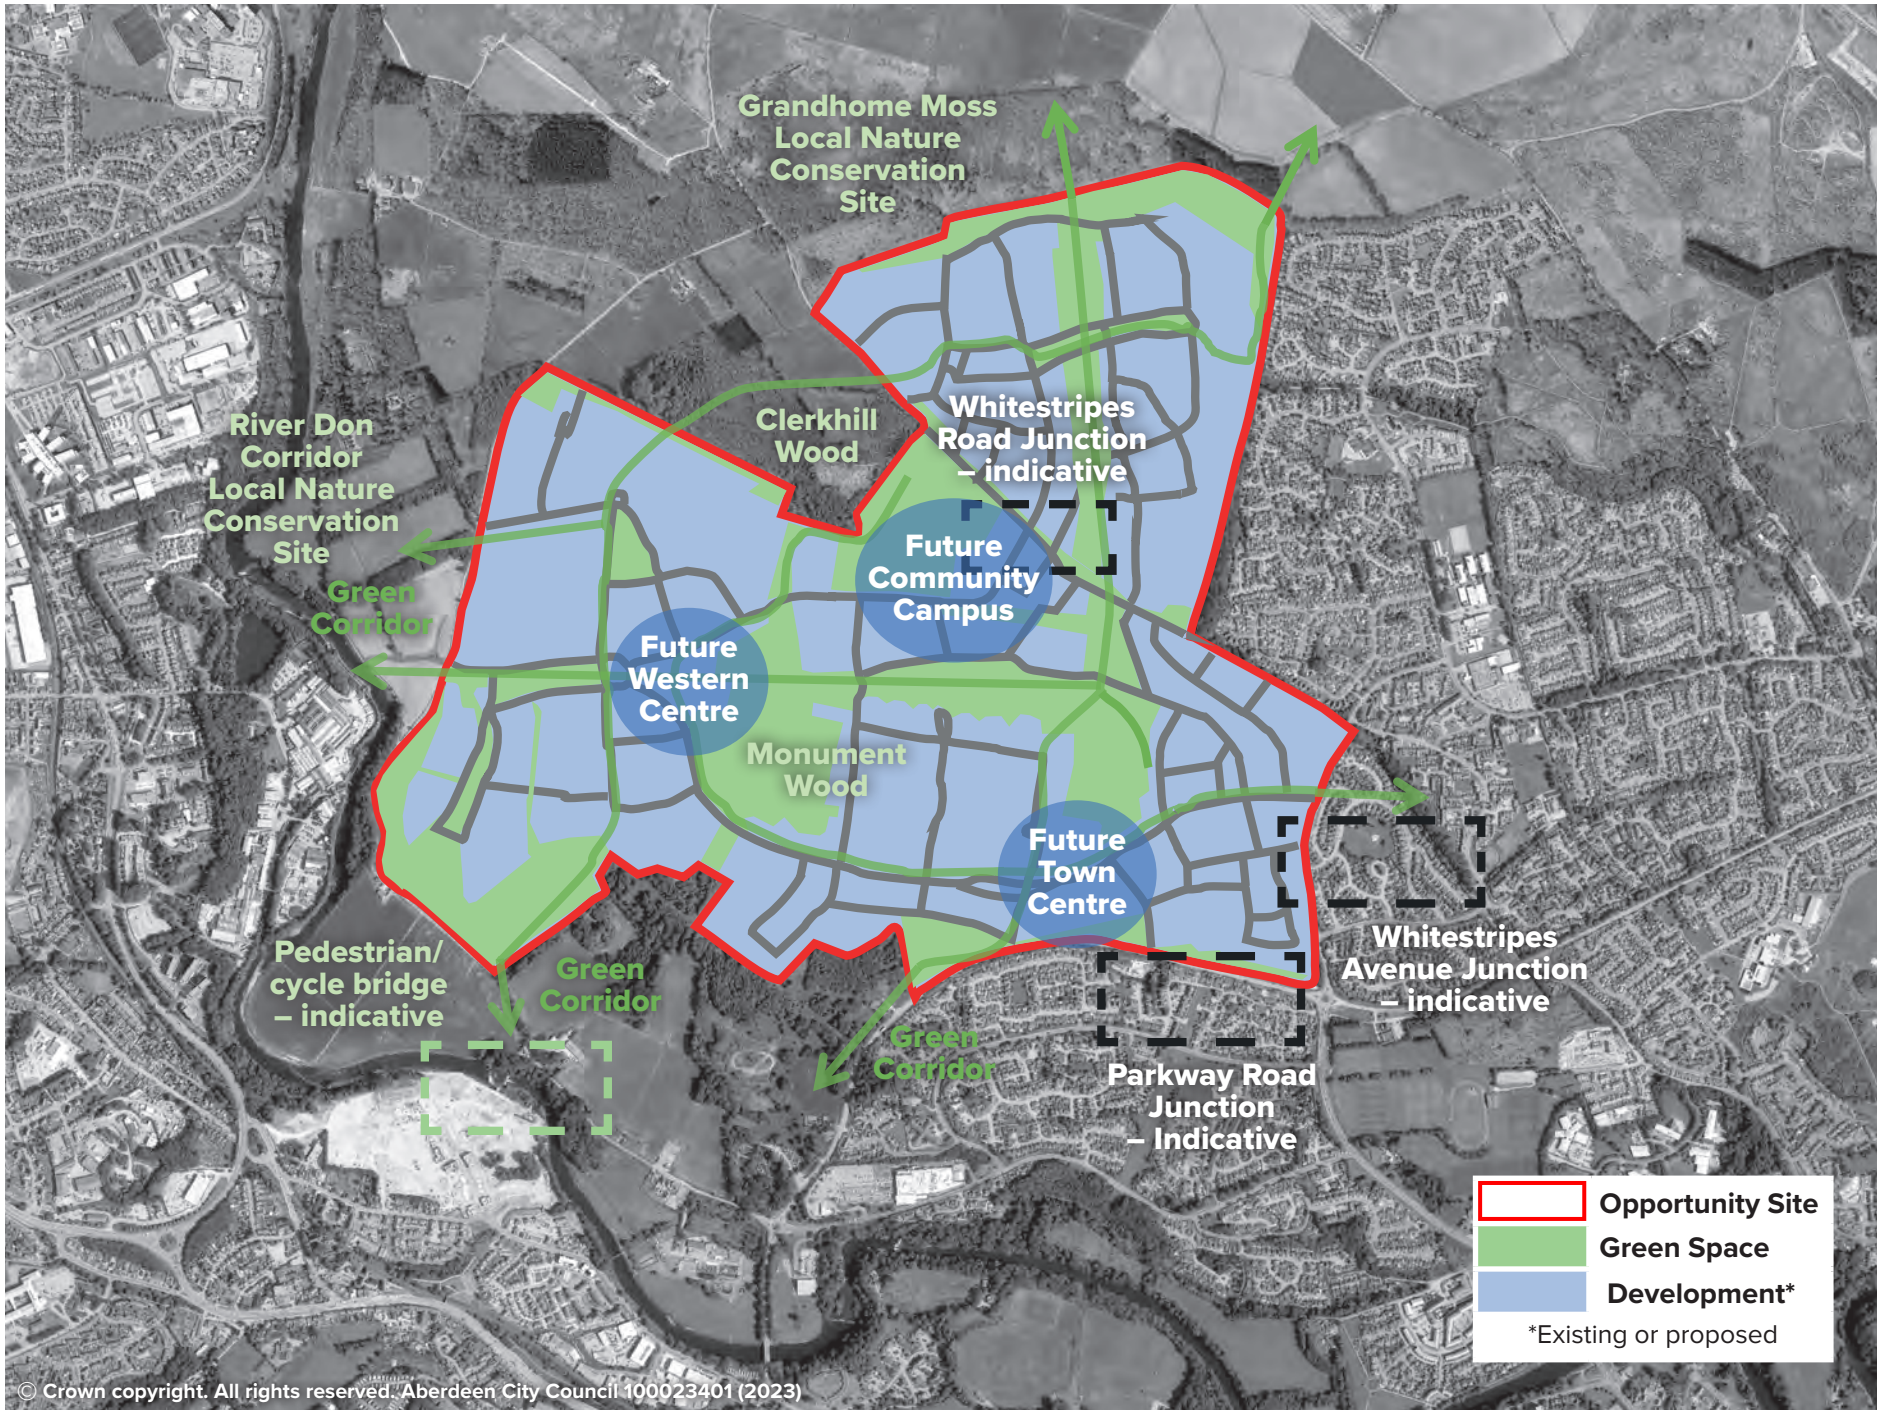 Grandhome Moss
Local Nature
Conservation
Site
Clerkhill
Wood
Whitestripes
Road Junction
– indicative
River Don
Corridor
Local Nature
Conservation
Site
Green
Corridor
Future
Community
Campus
Future
Western
Centre
Monument
Wood
Future
Town
Centre
Whitestripes
Avenue Junction
– indicative
Pedestrian/
cycle bridge
– indicative
Green
Corridor
Green
Corridor
Parkway Road
Junction
– Indicative
Opportunity Site
Green Space
Development*
*Existing or proposed
© Crown copyright. All rights reserved. Aberdeen City Council 100023401 (2023)